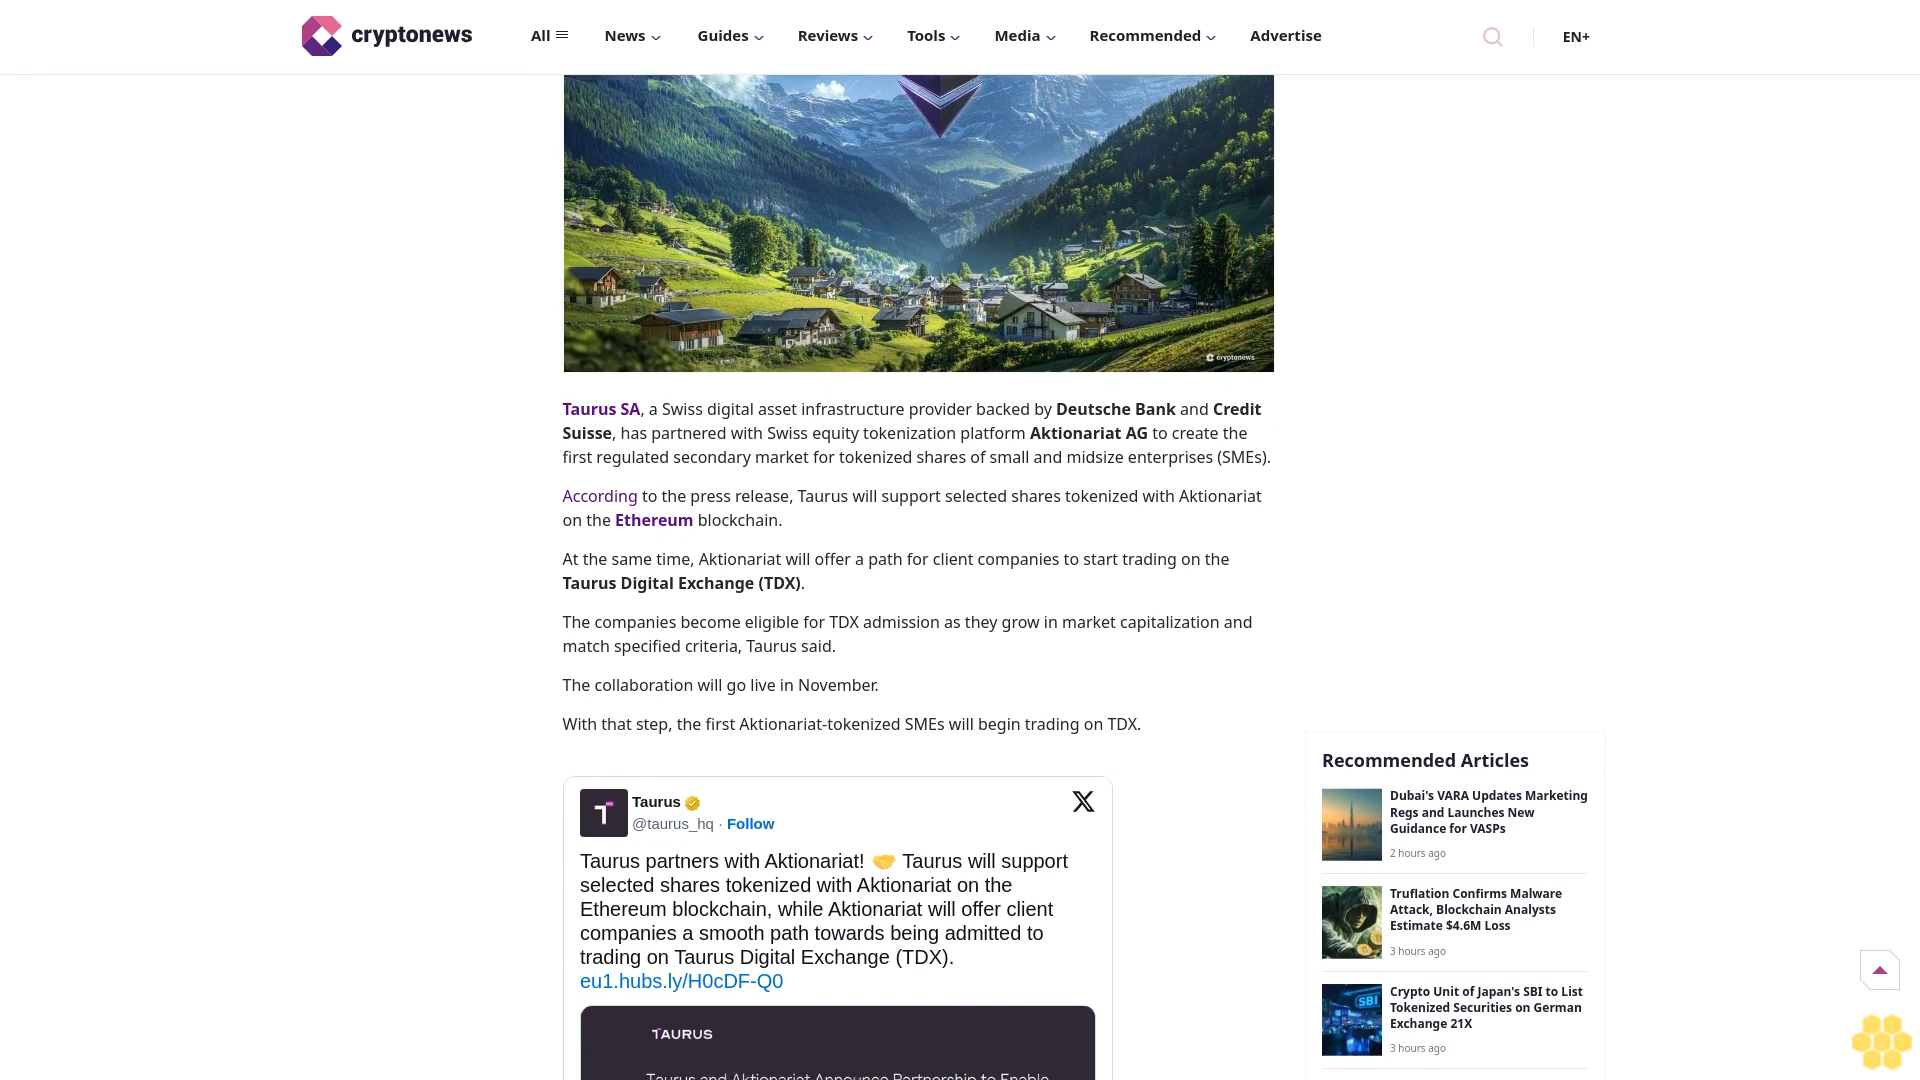 cryptonews
All
News
Guides
Reviews
Tools
Media
Recommended
Advertise
EN+
cryptonews
Taurus SA, a Swiss digital asset infrastructure provider backed by Deutsche Bank and Credit
Suisse, has partnered with Swiss equity tokenization platform Aktionariat AG to create the
first regulated secondary market for tokenized shares of small and midsize enterprises (SMEs).
According to the press release, Taurus will support selected shares tokenized with Aktionariat
on the Ethereum blockchain.
At the same time, Aktionariat will offer a path for client companies to start trading on the
Taurus Digital Exchange (TDX).
The companies become eligible for TDX admission as they grow in market capitalization and
match specified criteria, Taurus said.
The collaboration will go live in November.
With that step, the first Aktionariat-tokenized SMEs will begin trading on TDX.
Taurus
@taurus_hq · Follow
Taurus partners with Aktionariat! 🤝 Taurus will support
selected shares tokenized with Aktionariat on the
Ethereum blockchain, while Aktionariat will offer client
companies a smooth path towards being admitted to
trading on Taurus Digital Exchange (TDX).
eu1.hubs.ly/H0cDF-Q0
TAURUS
Taurus and Aktionariat Announce Partnership to Enable
Recommended Articles
Dubai's VARA Updates Marketing
Regs and Launches New
Guidance for VASPs
2 hours ago
Truflation Confirms Malware
Attack, Blockchain Analysts
Estimate $4.6M Loss
3 hours ago
SBI
Crypto Unit of Japan's SBI to List
Tokenized Securities on German
Exchange 21X
3 hours ago